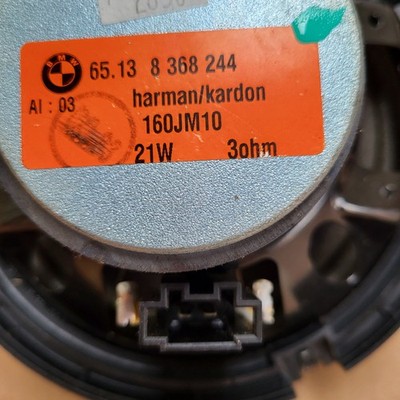 BMW
65.13 8 368 244
AI : 03
harman/kardon
160JM10
21W 3ohm